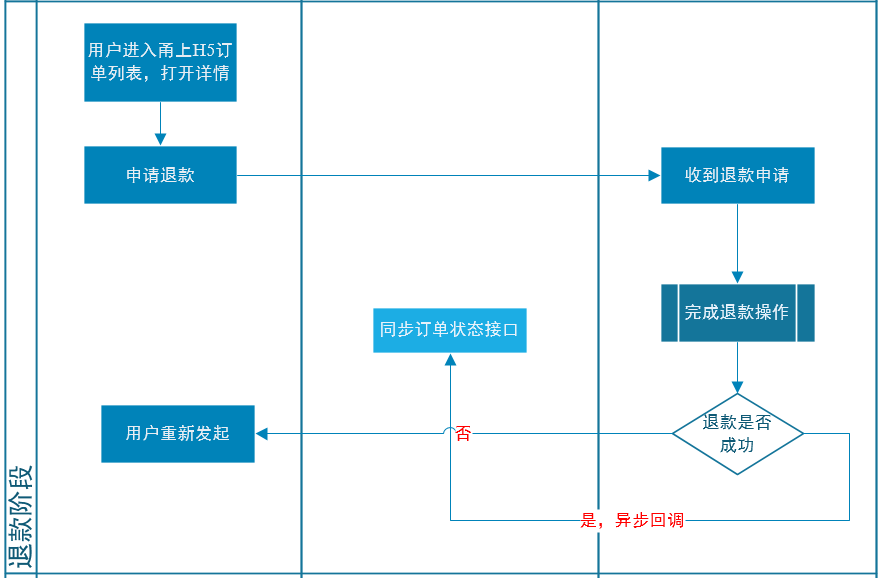 用户进入甬上H5订
单列表，打开详情
申请退款
收到退款申请
完成退款操作
同步订单状态接口
退款是否
成功
用户重新发起
否
是，异步回调
退款阶段